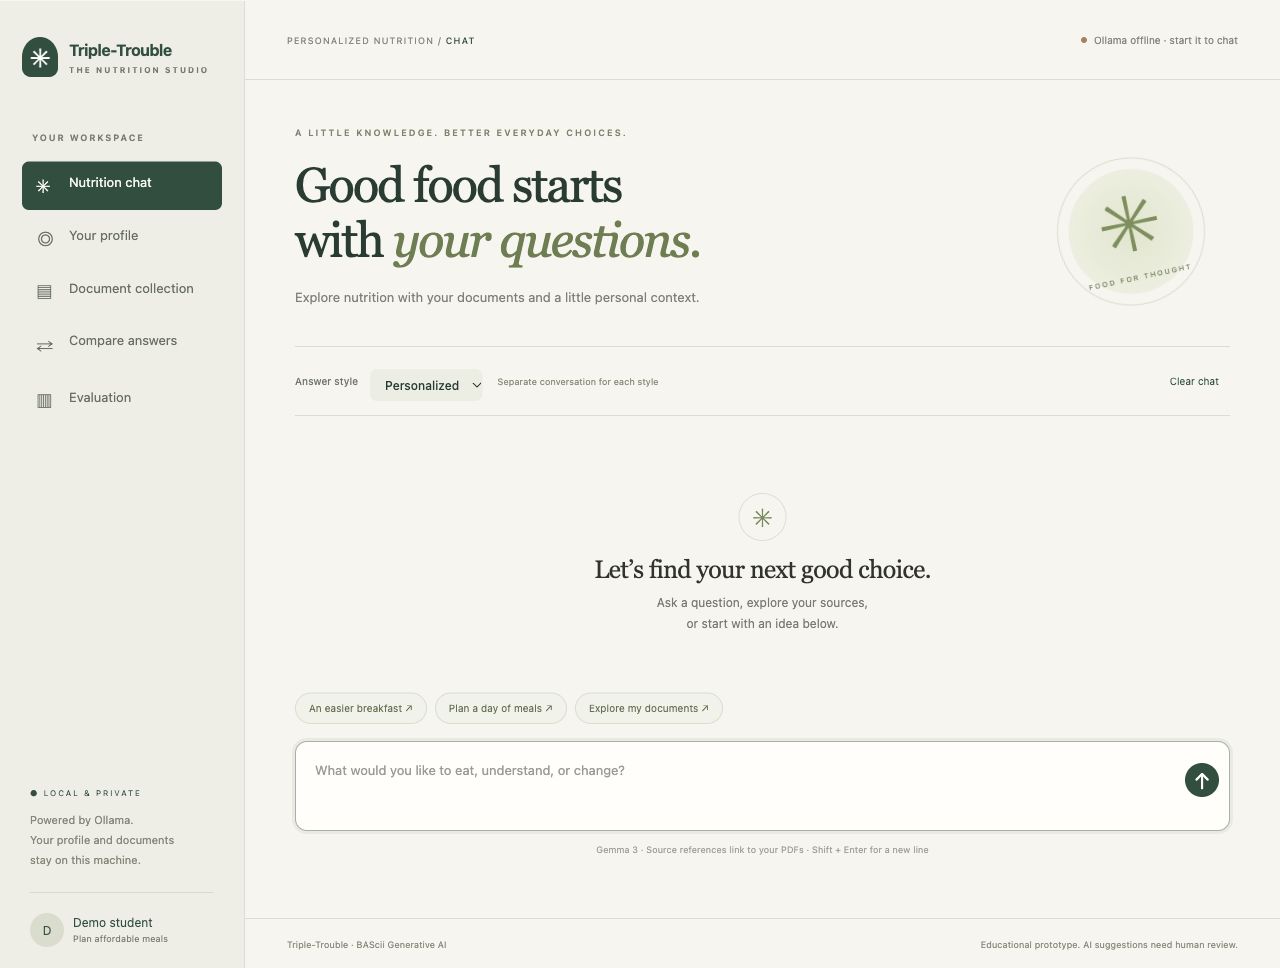 Triple-Trouble
THE NUTRITION STUDIO
YOUR WORKSPACE
Nutrition chat
Your profile
Document collection
Compare answers
Evaluation
LOCAL & PRIVATE
Powered by Ollama.
Your profile and documents
stay on this machine.
D
Demo student
Plan affordable meals
PERSONALIZED NUTRITION / CHAT
Ollama offline · start it to chat
A LITTLE KNOWLEDGE. BETTER EVERYDAY CHOICES.
Good food starts
with your questions.
Explore nutrition with your documents and a little personal context.
FOOD FOR THOUGHT
Answer style
Personalized
Separate conversation for each style
Clear chat
Let’s find your next good choice.
Ask a question, explore your sources,
or start with an idea below.
An easier breakfast ↗
Plan a day of meals ↗
Explore my documents ↗
What would you like to eat, understand, or change?
Gemma 3 · Source references link to your PDFs · Shift + Enter for a new line
Triple-Trouble · BAScii Generative AI
Educational prototype. AI suggestions need human review.